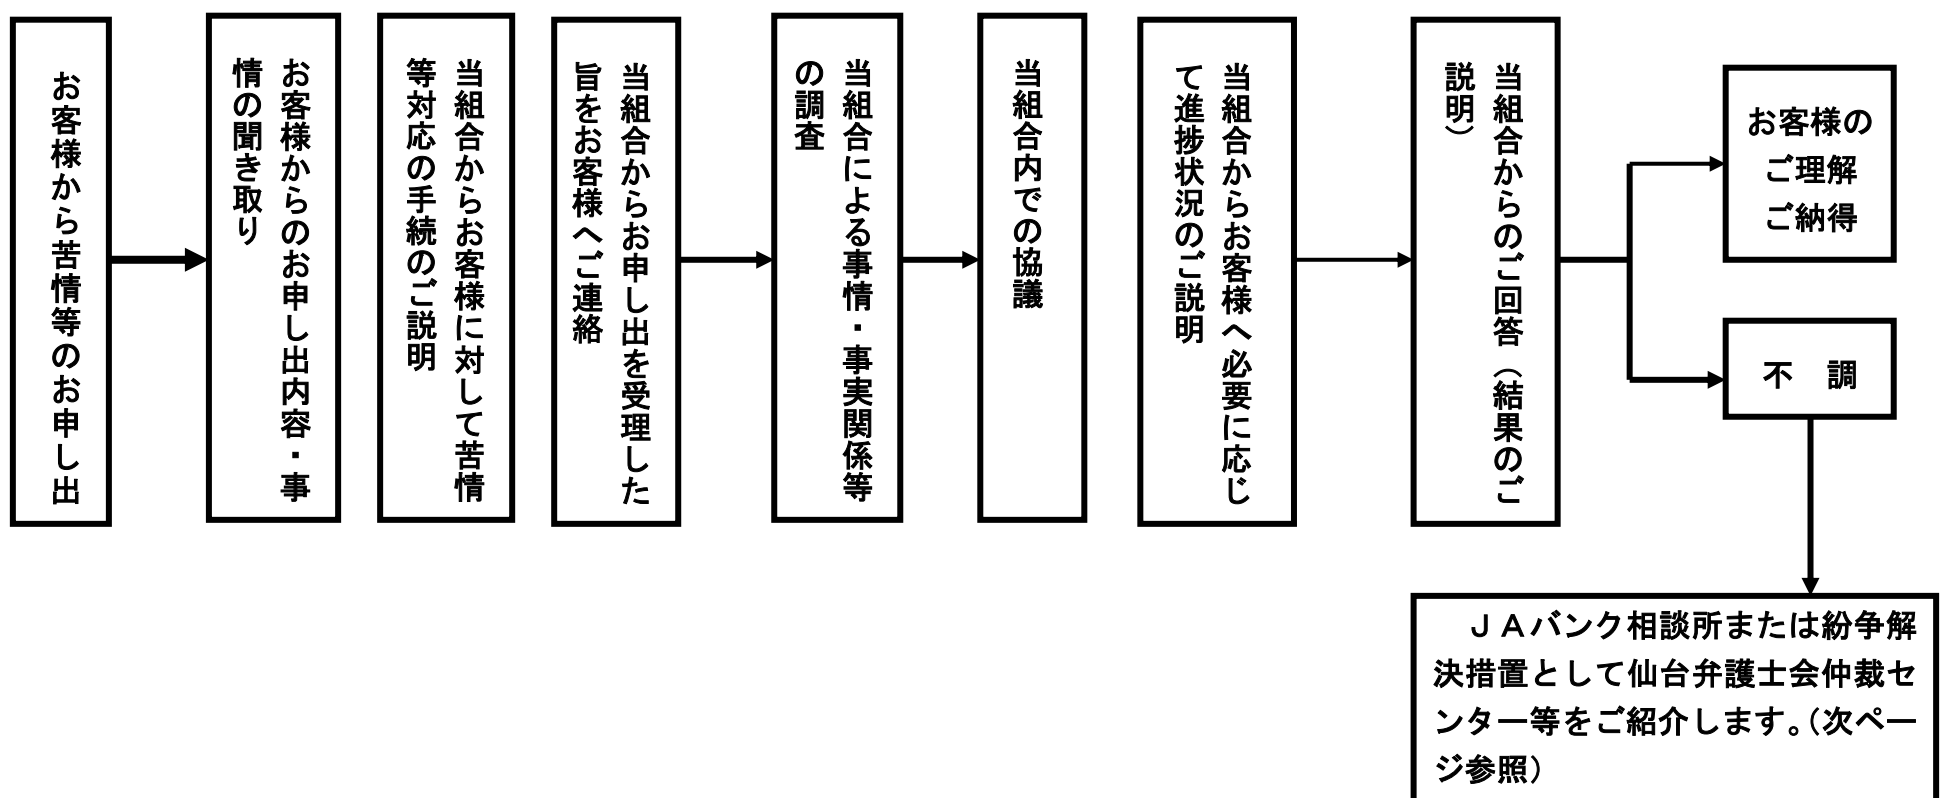 お客様から苦情等のお申し出
お客様からのお申し出内容・事
情の聞き取り
当組合からお客様に対して苦情
等対応の手続のご説明
当組合からお申し出を受理した
旨をお客様へご連絡
当組合による事情・事実関係等
の調査
当組合内での協議
当組合からお客様へ必要に応じ
て進捗状況のご説明
当組合からのご回答（結果のご
説明）
お客様の
ご理解
ご納得
不　調
ＪＡバンク相談所または紛争解
決措置として仙台弁護士会仲裁セ
ンター等をご紹介します。（次ペー
ジ参照）